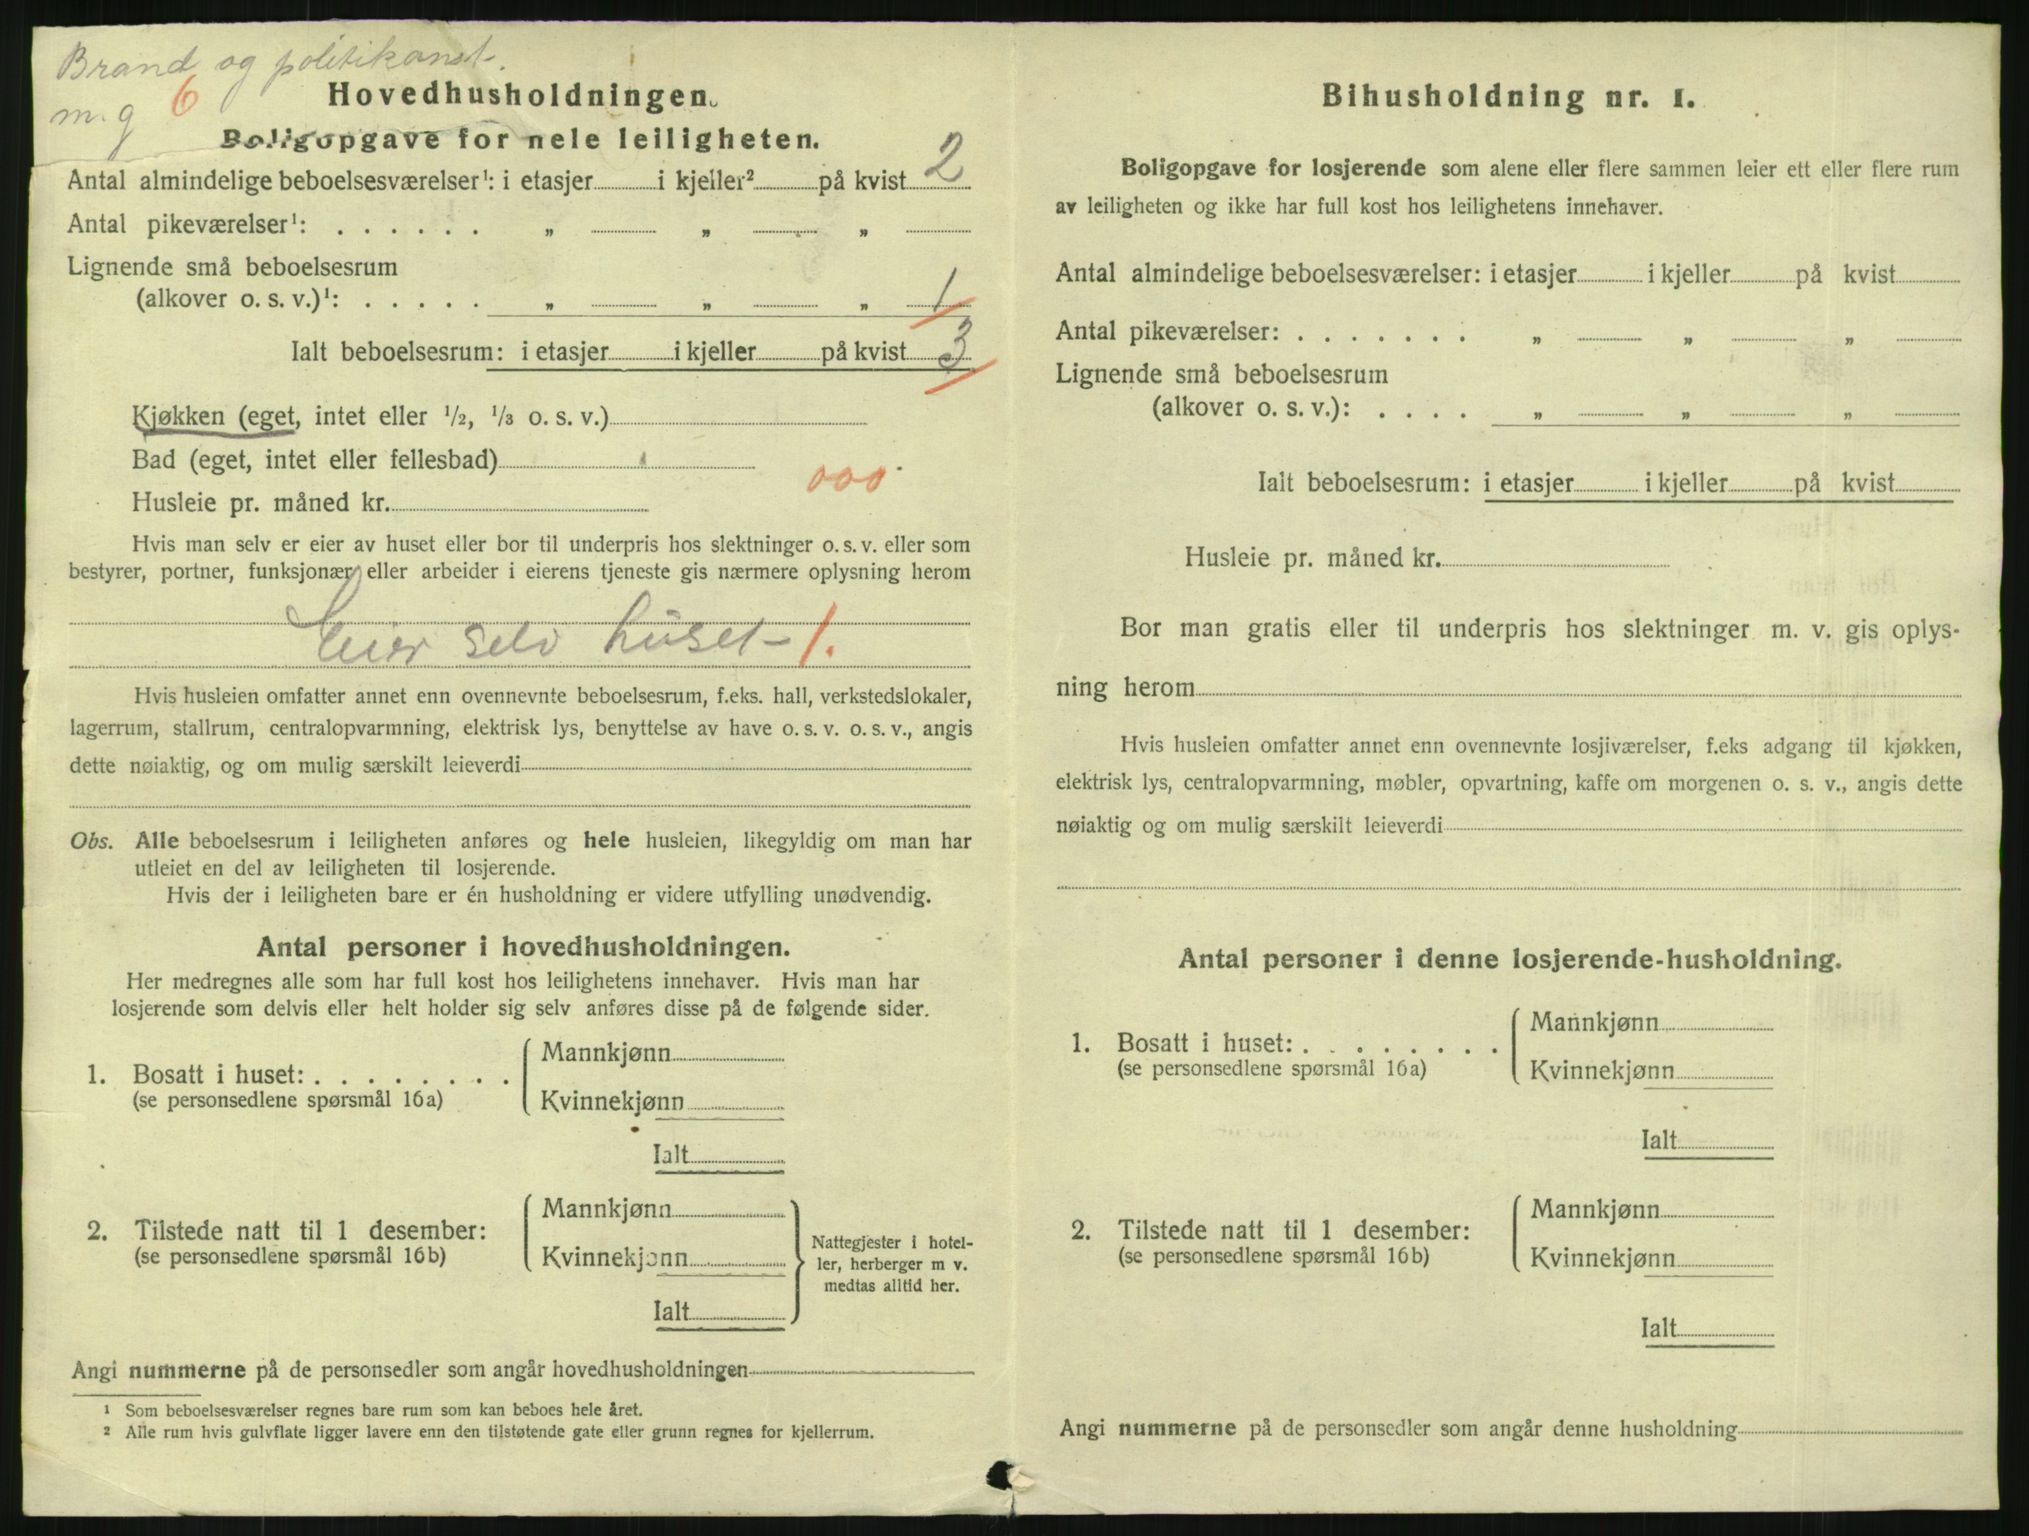 Brand og politikonst.
m. g 6
Hovedhusholdningen.
Boligopgave for hele leiligheten.
Antal almindelige beboelsesværelser¹: i etasjer i kjeller² på kvist 2
Antal pikeværelser¹: . . . . . . „ „ „
Lignende små beboelsesrum
(alkover o. s. v.)¹: . . . . . „ „ „ 1
Ialt beboelsesrum: i etasjer i kjeller på kvist 3
Kjøkken (eget, intet eller 1/2, 1/3 o. s. v.)
Bad (eget, intet eller fellesbad)
000
Husleie pr. måned kr.
Hvis man selv er eier av huset eller bor til underpris hos slektninger o. s. v. eller som
bestyrer, portner, funksjonær eller arbeider i eierens tjeneste gis nærmere oplysning herom
Eier selv huset - 1.
Hvis husleien omfatter annet enn ovennevnte beboelsesrum, f.eks. hall, verkstedslokaler,
lagerrum, stallrum, centralopvarmning, elektrisk lys, benyttelse av have o. s. v. o. s. v., angis
dette nøiaktig, og om mulig særskilt leieverdi
Obs. Alle beboelsesrum i leiligheten anføres og hele husleien, likegyldig om man har
utleiet en del av leiligheten til losjerende.
Hvis der i leiligheten bare er én husholdning er videre utfylling unødvendig.
Antal personer i hovedhusholdningen.
Her medregnes alle som har full kost hos leilighetens innehaver. Hvis man har
losjerende som delvis eller helt holder sig selv anføres disse på de følgende sider.
Mannkjønn
1. Bosatt i huset: . . . . . . . .
(se personsedlene spørsmål 16a)
Kvinnekjønn
Ialt
Mannkjønn
2. Tilstede natt til 1 desember:
(se personsedlene spørsmål 16b)
Kvinnekjønn
Ialt
Nattegjester i hotel-
ler, herberger m v.
medtas alltid her.
Angi nummerne på de personsedler som angår hovedhusholdningen
¹ Som beboelsesværelser regnes bare rum som kan beboes hele året.
² Alle rum hvis gulvflate ligger lavere enn den tilstøtende gate eller grunn regnes for kjellerrum.
Bihusholdning nr. 1.
Boligopgave for losjerende som alene eller flere sammen leier ett eller flere rum
av leiligheten og ikke har full kost hos leilighetens innehaver.
Antal almindelige beboelsesværelser: i etasjer i kjeller på kvist
Antal pikeværelser: . . . . . . . „ „ „
Lignende små beboelsesrum
(alkover o. s. v.): . . . . „ „ „
Ialt beboelsesrum: i etasjer i kjeller på kvist
Husleie pr. måned kr.
Bor man gratis eller til underpris hos slektninger m. v. gis oplys-
ning herom
Hvis husleien omfatter annet enn ovennevnte losjiværelser, f.eks adgang til kjøkken,
elektrisk lys, centralopvarmning, møbler, opvartning, kaffe om morgenen o. s. v., angis dette
nøiaktig og om mulig særskilt leieverdi
Antal personer i denne losjerende-husholdning.
Mannkjønn
1. Bosatt i huset: . . . . . . . .
(se personsedlene spørsmål 16a)
Kvinnekjønn
Ialt
Mannkjønn
2. Tilstede natt til 1 desember:
(se personsedlene spørsmål 16b)
Kvinnekjønn
Ialt
Angi nummerne på de personsedler som angår denne husholdning